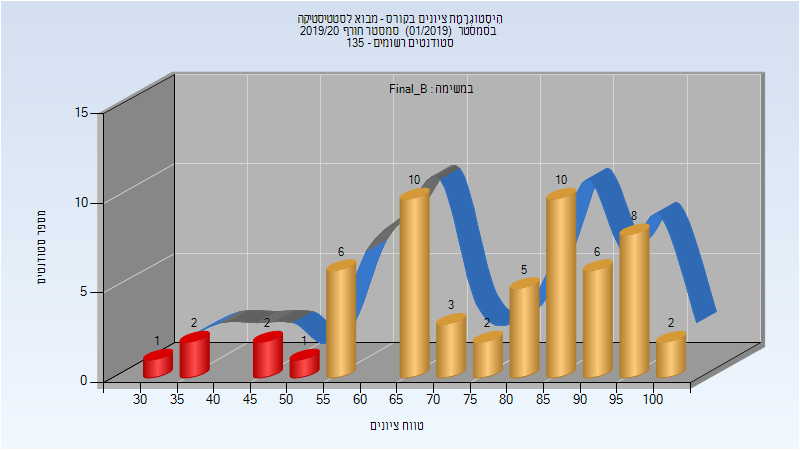 היסטוגרמת ציונים בקורס - מבוא לסטטיסטיקה
בסמסטר (01/2019) סמסטר חורף 2019/20
סטודנטים רשומים - 135
במשימה : Final_B
מספר סטודנטים
15
10
5
0
1
2
2
1
6
10
3
2
5
10
6
8
2
30 35 40 45 50 55 60 65 70 75 80 85 90 95 100
טווח ציונים